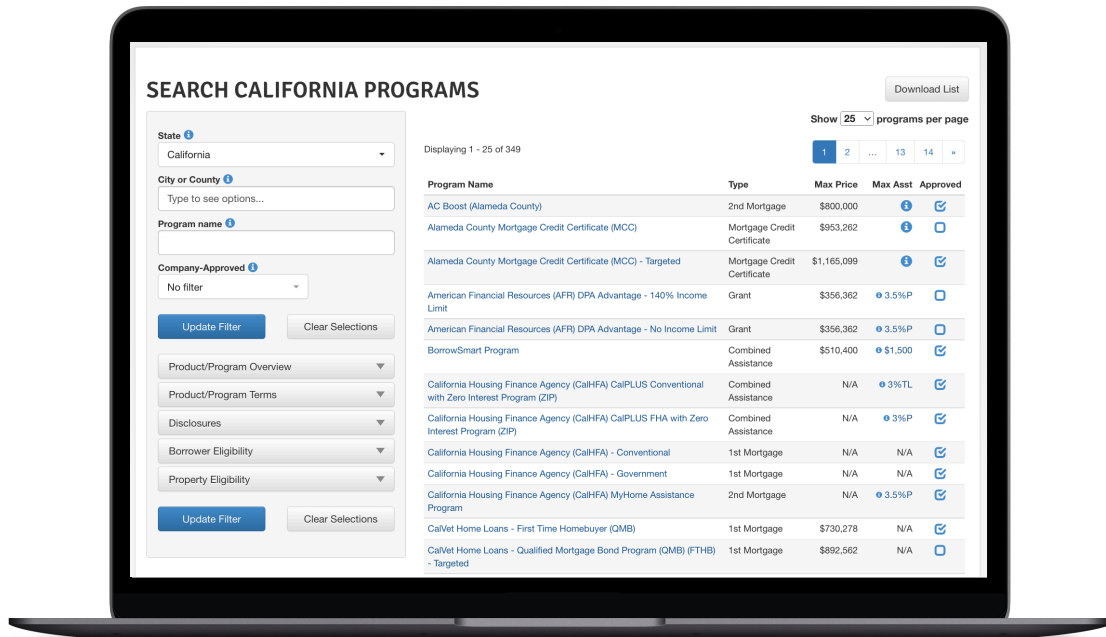 SEARCH CALIFORNIA PROGRAMS
Download List
Show 25 programs per page
State
California
City or County
Type to see options...
Program name
Company-Approved
No filter
Update Filter Clear Selections
Product/Program Overview
Product/Program Terms
Disclosures
Borrower Eligibility
Property Eligibility
Update Filter Clear Selections
Displaying 1 - 25 of 349
1 2 ... 13 14 »
Program Name Type Max Price Max Asst Approved
AC Boost (Alameda County) 2nd Mortgage $800,000
Alameda County Mortgage Credit Certificate (MCC) Mortgage Credit $953,262
Certificate
Alameda County Mortgage Credit Certificate (MCC) - Targeted Mortgage Credit $1,165,099
Certificate
American Financial Resources (AFR) DPA Advantage - 140% Income Grant $356,362 3.5%P
Limit
American Financial Resources (AFR) DPA Advantage - No Income Limit Grant $356,362 3.5%P
BorrowSmart Program Combined $510,400 $1,500
Assistance
California Housing Finance Agency (CalHFA) CalPLUS Conventional Combined N/A 3%TL
with Zero Interest Program (ZIP) Assistance
California Housing Finance Agency (CalHFA) CalPLUS FHA with Zero Combined N/A 3%P
Interest Program (ZIP) Assistance
California Housing Finance Agency (CalHFA) - Conventional 1st Mortgage N/A N/A
California Housing Finance Agency (CalHFA) - Government 1st Mortgage N/A N/A
California Housing Finance Agency (CalHFA) MyHome Assistance 2nd Mortgage N/A 3.5%P
Program
CalVet Home Loans - First Time Homebuyer (QMB) 1st Mortgage $730,278 N/A
CalVet Home Loans - Qualified Mortgage Bond Program (QMB) (FTHB) 1st Mortgage $892,562 N/A
- Targeted